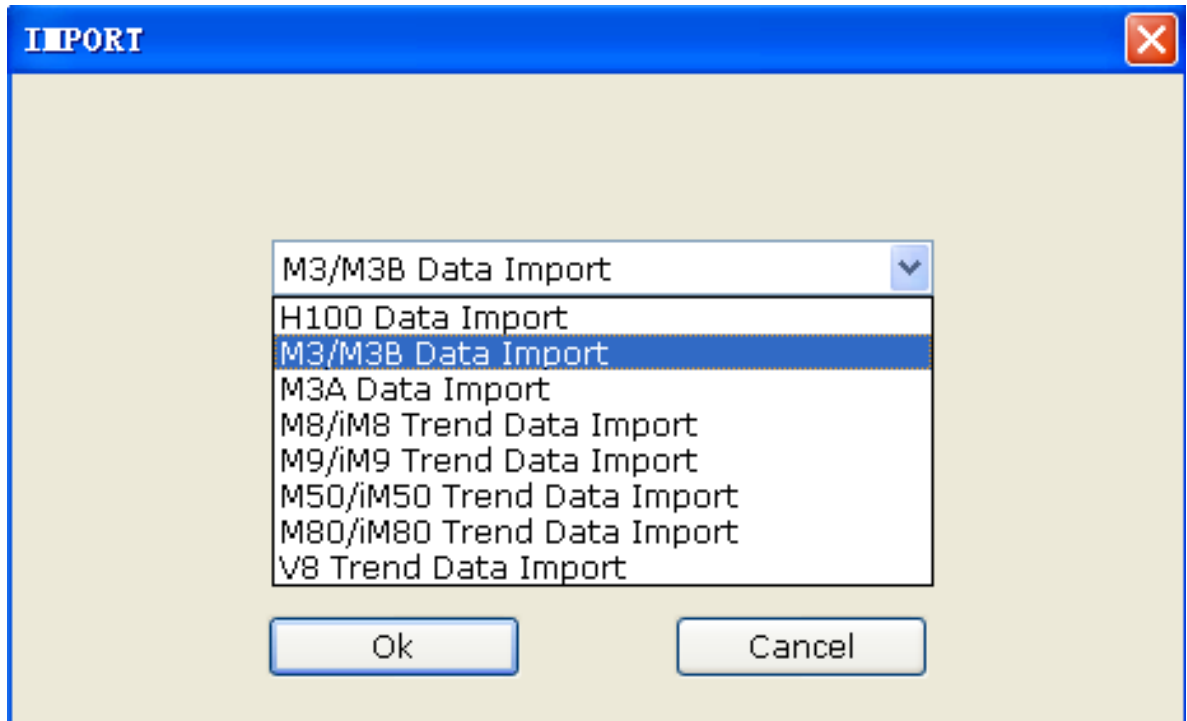 IMPORT
M3/M3B Data Import
H100 Data Import
M3/M3B Data Import
M3A Data Import
M8/iM8 Trend Data Import
M9/iM9 Trend Data Import
M50/iM50 Trend Data Import
M80/iM80 Trend Data Import
V8 Trend Data Import
Ok Cancel